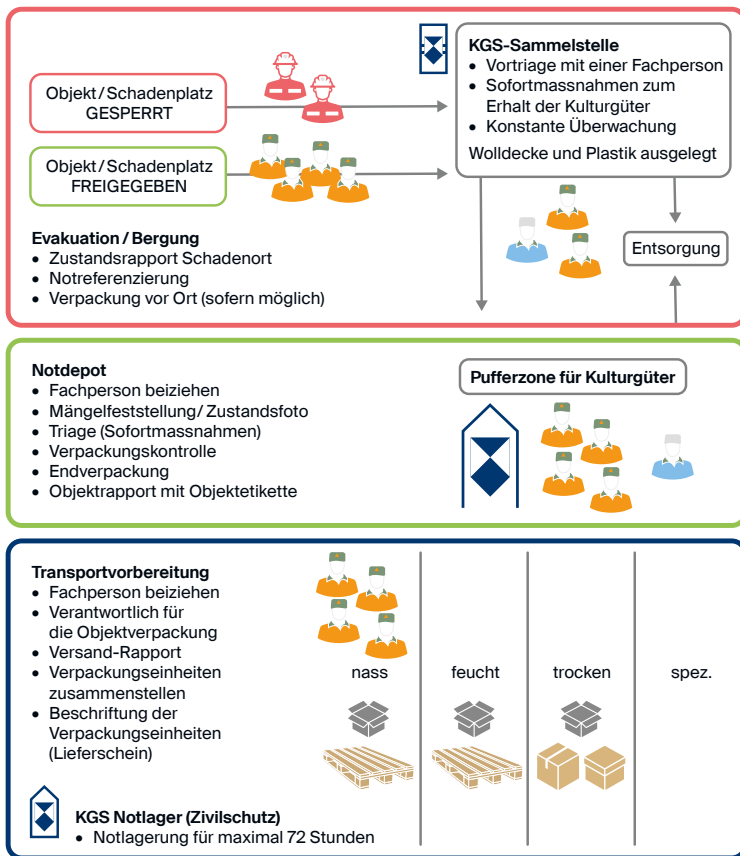 Objekt/Schadenplatz
GESPERRT
Objekt/Schadenplatz
FREIGEGEBEN
KGS-Sammelstelle
• Vortriage mit einer Fachperson
• Sofortmassnahmen zum
Erhalt der Kulturgüter
• Konstante Überwachung
Wolldecke und Plastik ausgelegt
Entsorgung
Evakuation / Bergung
• Zustandsrapport Schadenort
• Notreferenzierung
• Verpackung vor Ort (sofern möglich)
Notdepot
• Fachperson beiziehen
• Mängelfeststellung/Zustandsfoto
• Triage (Sofortmassnahmen)
• Verpackungskontrolle
• Endverpackung
• Objektrapport mit Objektetikette
Pufferzone für Kulturgüter
Transportvorbereitung
• Fachperson beiziehen
• Verantwortlich für
die Objektverpackung
• Versand-Rapport
• Verpackungseinheiten
zusammenstellen
• Beschriftung der
Verpackungseinheiten
(Lieferschein)
nass
feucht
trocken
spez.
KGS Notlager (Zivilschutz)
• Notlagerung für maximal 72 Stunden